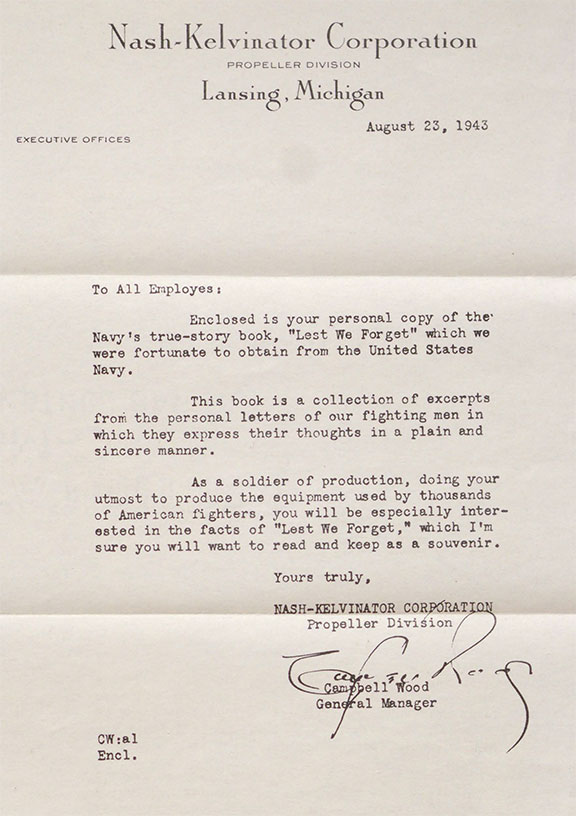 Nash-Kelvinator Corporation
PROPELLER DIVISION
Lansing, Michigan
August 23, 1943
EXECUTIVE OFFICES
To All Employes:
Enclosed is your personal copy of the
Navy's true-story book, "Lest We Forget" which we
were fortunate to obtain from the United States
Navy.
This book is a collection of excerpts
from the personal letters of our fighting men in
which they express their thoughts in a plain and
sincere manner.
As a soldier of production, doing your
utmost to produce the equipment used by thousands
of American fighters, you will be especially inter-
ested in the facts of "Lest We Forget," which I'm
sure you will want to read and keep as a souvenir.
Yours truly,
NASH-KELVINATOR CORPORATION
Propeller Division
Campbell Wood
General Manager
CW:al
Encl.